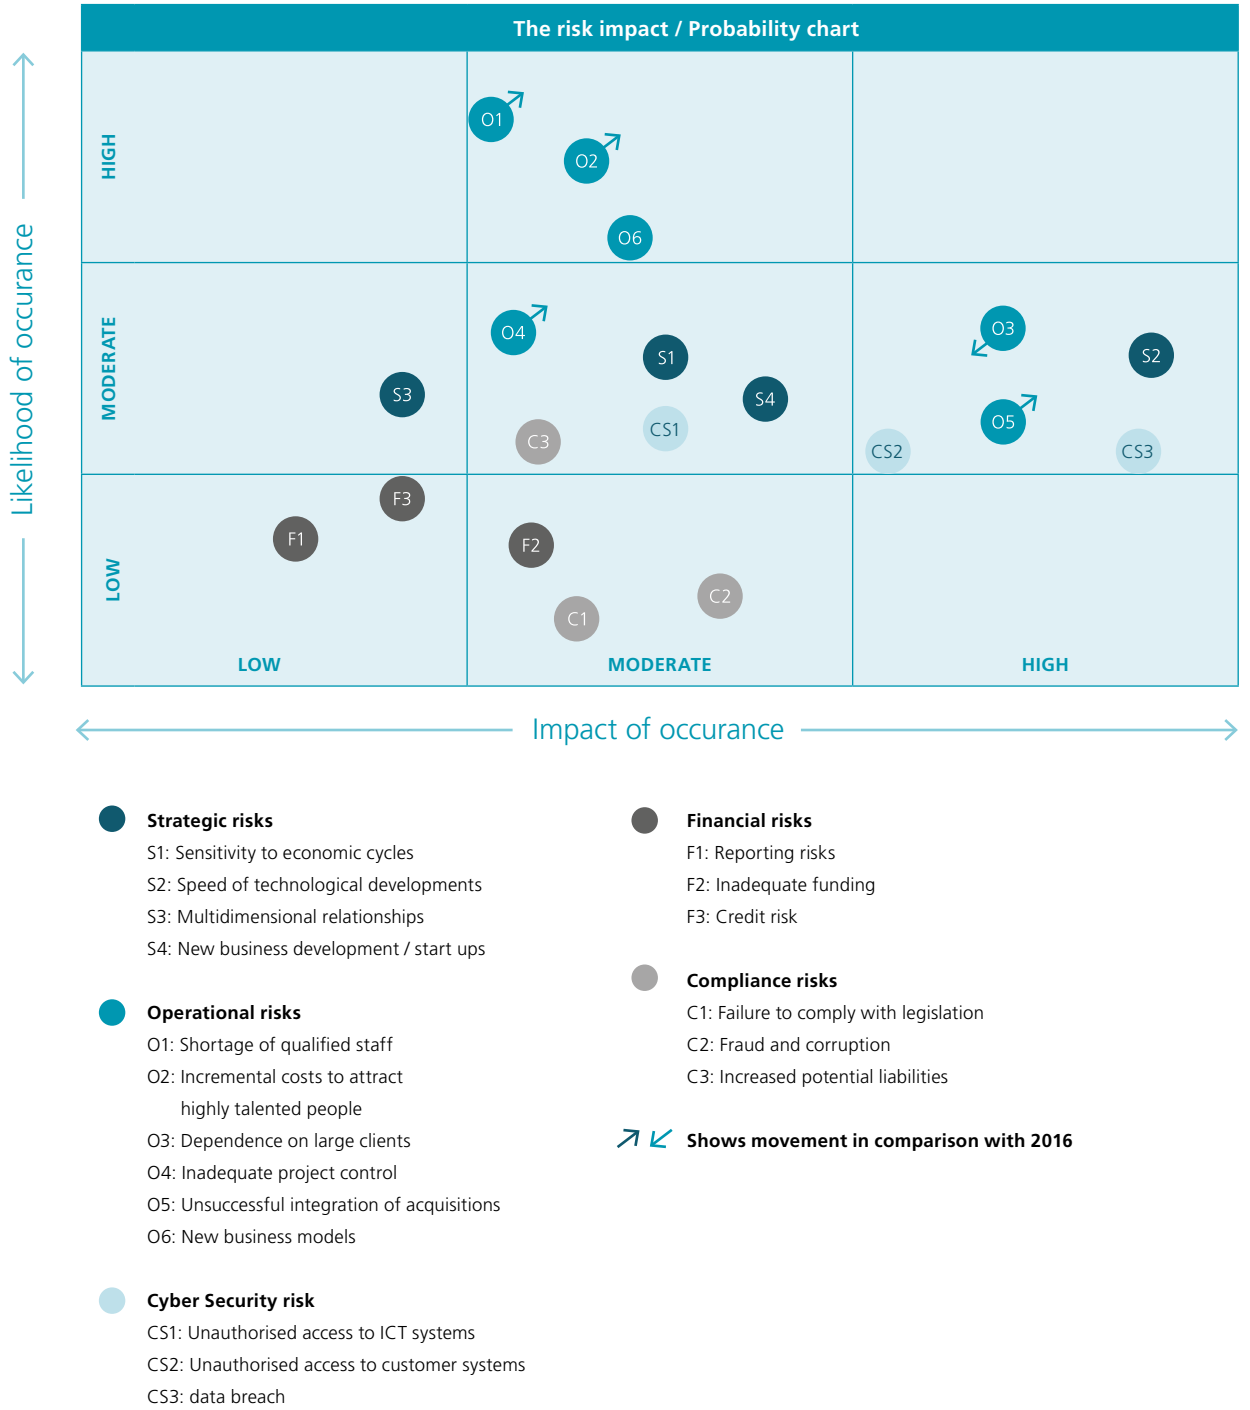 The risk impact / Probability chart
Likelihood of occurance
HIGH
O1
O2
O6
MODERATE
S3
O4
S1
S4
C3
CS1
O3
S2
O5
CS2
CS3
LOW
F3
F1
F2
C2
C1
LOW
MODERATE
HIGH
Impact of occurance
Strategic risks
S1: Sensitivity to economic cycles
S2: Speed of technological developments
S3: Multidimensional relationships
S4: New business development / start ups
Operational risks
O1: Shortage of qualified staff
O2: Incremental costs to attract
highly talented people
O3: Dependence on large clients
O4: Inadequate project control
O5: Unsuccessful integration of acquisitions
O6: New business models
Cyber Security risk
CS1: Unauthorised access to ICT systems
CS2: Unauthorised access to customer systems
CS3: data breach
Financial risks
F1: Reporting risks
F2: Inadequate funding
F3: Credit risk
Compliance risks
C1: Failure to comply with legislation
C2: Fraud and corruption
C3: Increased potential liabilities
Shows movement in comparison with 2016